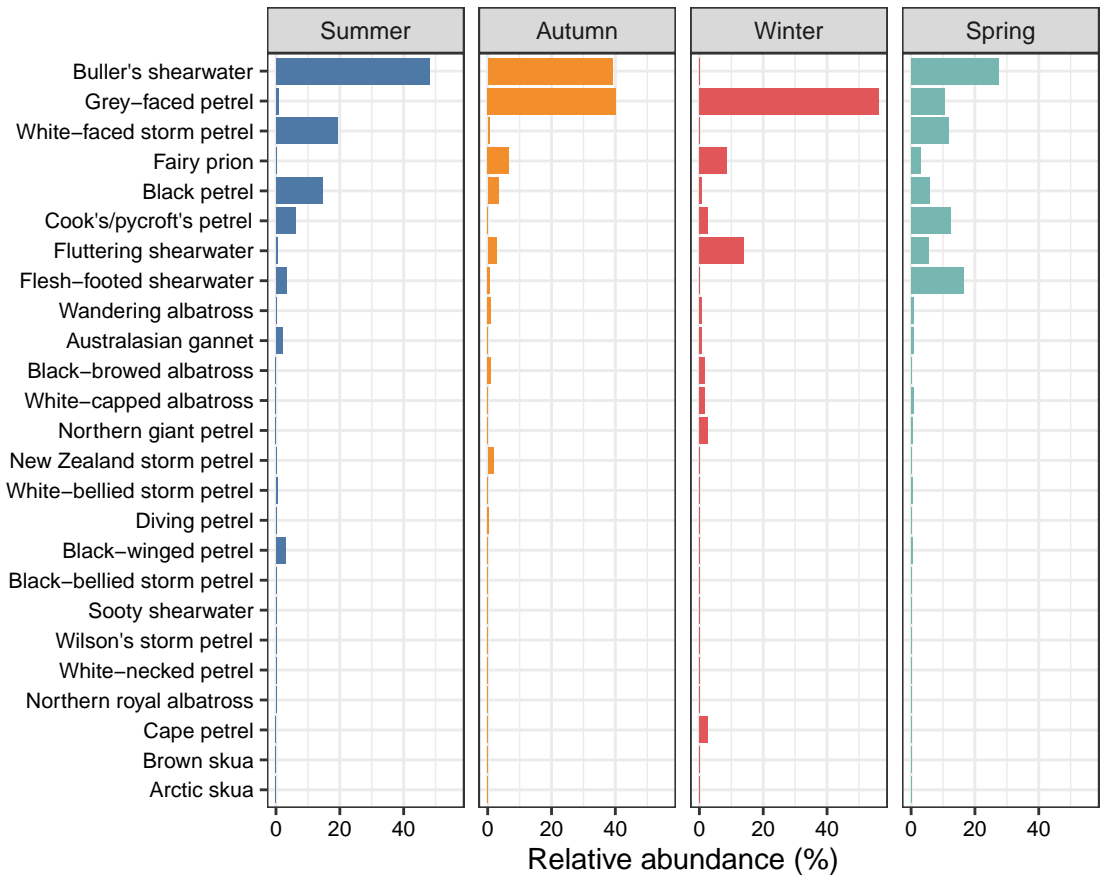 Summer Autumn Winter Spring
Buller's shearwater
Grey−faced petrel
White−faced storm petrel
Fairy prion
Black petrel
Cook's/pycroft's petrel
Fluttering shearwater
Flesh−footed shearwater
Wandering albatross
Australasian gannet
Black−browed albatross
White−capped albatross
Northern giant petrel
New Zealand storm petrel
White−bellied storm petrel
Diving petrel
Black−winged petrel
Black−bellied storm petrel
Sooty shearwater
Wilson's storm petrel
White−necked petrel
Northern royal albatross
Cape petrel
Brown skua
Arctic skua
0 20 40 0 20 40 0 20 40 0 20 40
Relative abundance (%)